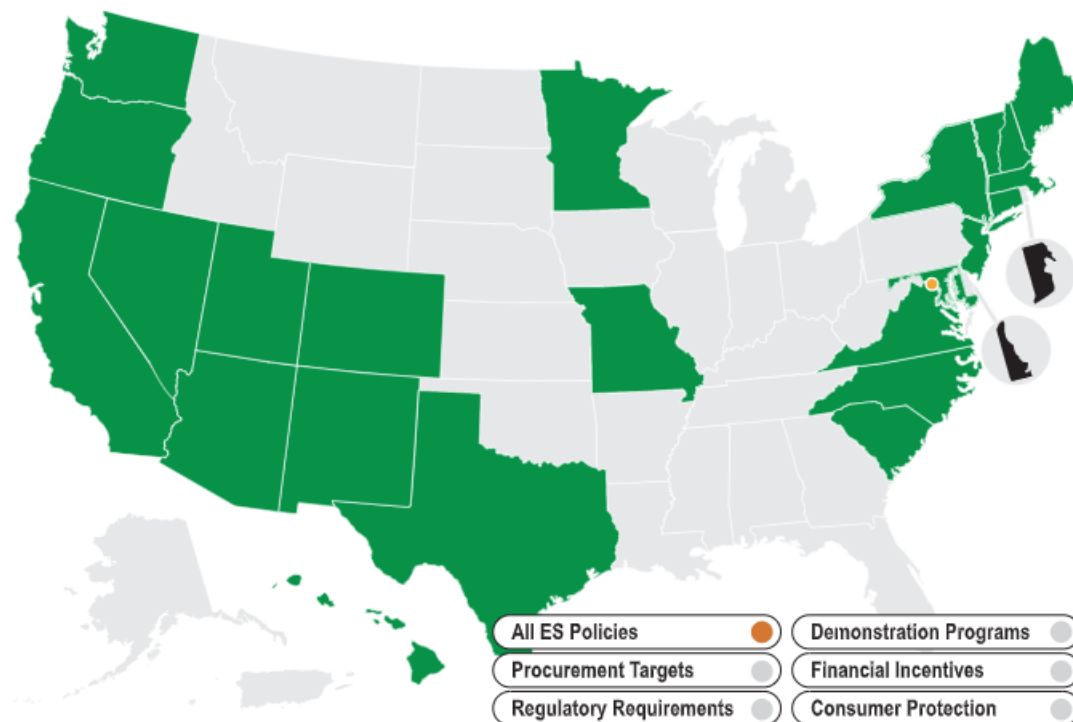 All ES Policies
Demonstration Programs
Procurement Targets
Financial Incentives
Regulatory Requirements
Consumer Protection